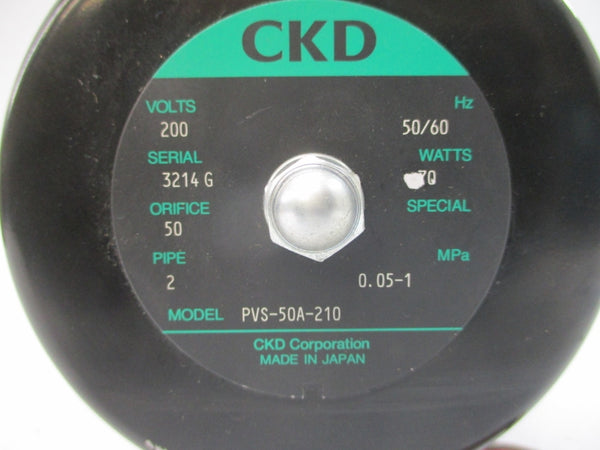 CKD
VOLTS Hz
200 50/60
SERIAL WATTS
3214 G
ORIFICE SPECIAL
50
PIPE MPa
2 0.05-1
MODEL PVS-50A-210
CKD Corporation
MADE IN JAPAN